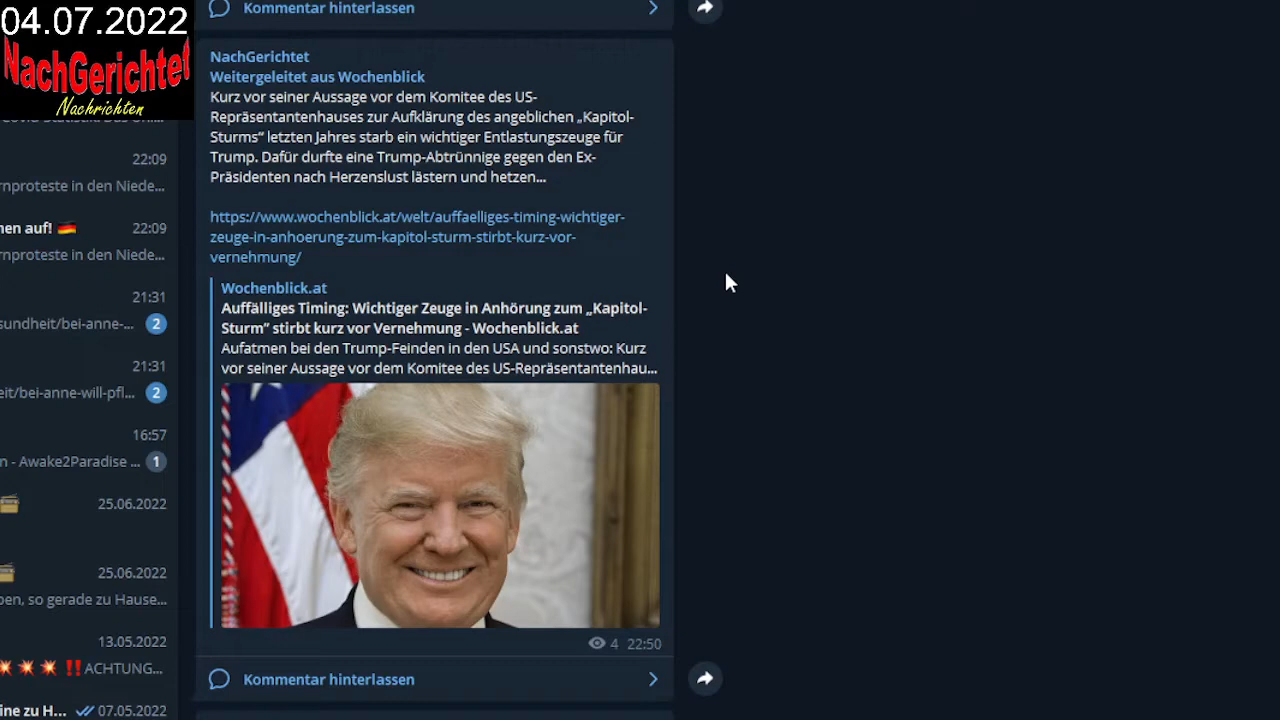 04.07.2022
NachGerichtet
Nachrichten
22:09
rnproteste in den Niede...
nen auf!
22:09
rnproteste in den Niede...
21:31
sundheit/bei-anne-...
2
21:31
eit/bei-anne-will-pfl...
2
16:57
n - Awake2Paradise ...
1
25.06.2022
25.06.2022
ben, so gerade zu Hause...
13.05.2022
ACHTUNG...
ine zu H...
07.05.2022
Kommentar hinterlassen
NachGerichtet
Weitergeleitet aus Wochenblick
Kurz vor seiner Aussage vor dem Komitee des US-
Repräsentantenhauses zur Aufklärung des angeblichen „Kapitol-
Sturms“ letzten Jahres starb ein wichtiger Entlastungszeuge für
Trump. Dafür durfte eine Trump-Abtrünnige gegen den Ex-
Präsidenten nach Herzenslust lästern und hetzen...
https://www.wochenblick.at/welt/auffaelliges-timing-wichtiger-
zeuge-in-anhoerung-zum-kapitol-sturm-stirbt-kurz-vor-
vernehmung/
Wochenblick.at
Auffälliges Timing: Wichtiger Zeuge in Anhörung zum „Kapitol-
Sturm“ stirbt kurz vor Vernehmung - Wochenblick.at
Aufatmen bei den Trump-Feinden in den USA und sonstwo: Kurz
vor seiner Aussage vor dem Komitee des US-Repräsentantenhau...
4 22:50
Kommentar hinterlassen